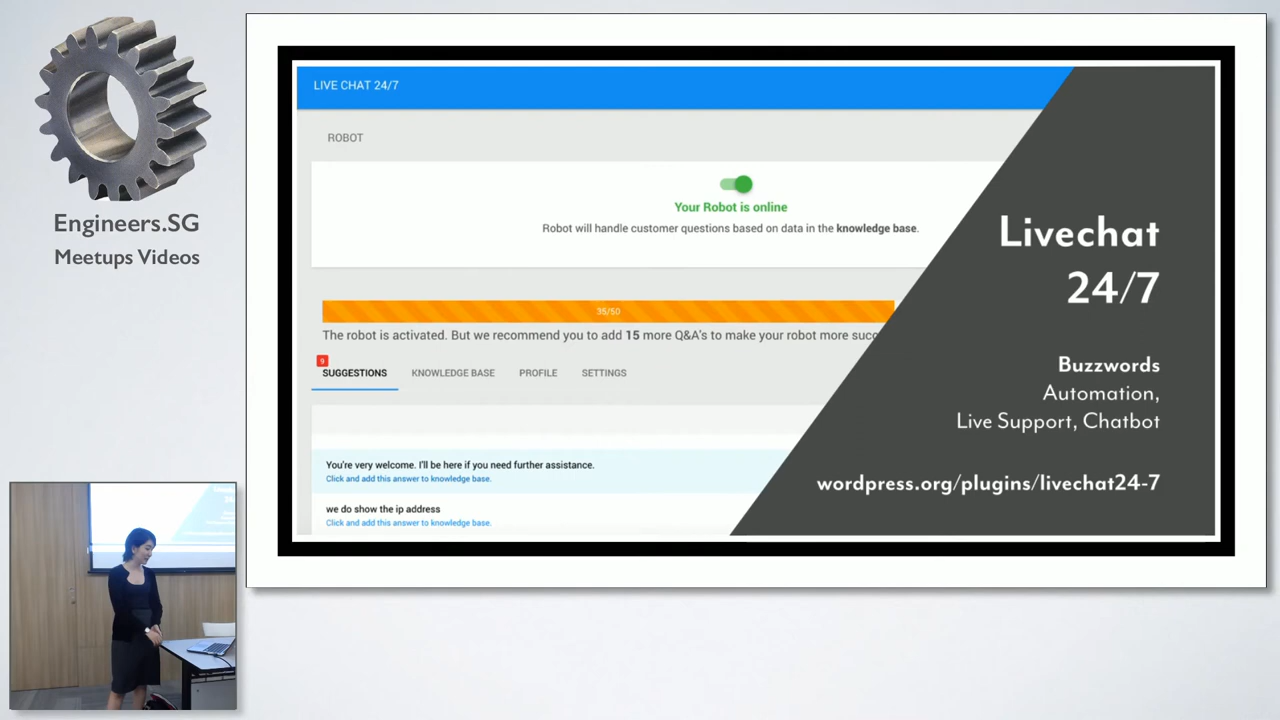 Engineers.SG
Meetups Videos
LIVE CHAT 24/7
ROBOT
Your Robot is online
Robot will handle customer questions based on data in the knowledge base.
35/50
The robot is activated. But we recommend you to add 15 more Q&A's to make your robot more succ
9
SUGGESTIONS KNOWLEDGE BASE PROFILE SETTINGS
You're very welcome. I'll be here if you need further assistance.
Click and add this answer to knowledge base.
we do show the ip address
Click and add this answer to knowledge base.
Livechat
24/7
Buzzwords
Automation,
Live Support, Chatbot
wordpress.org/plugins/livechat24-7